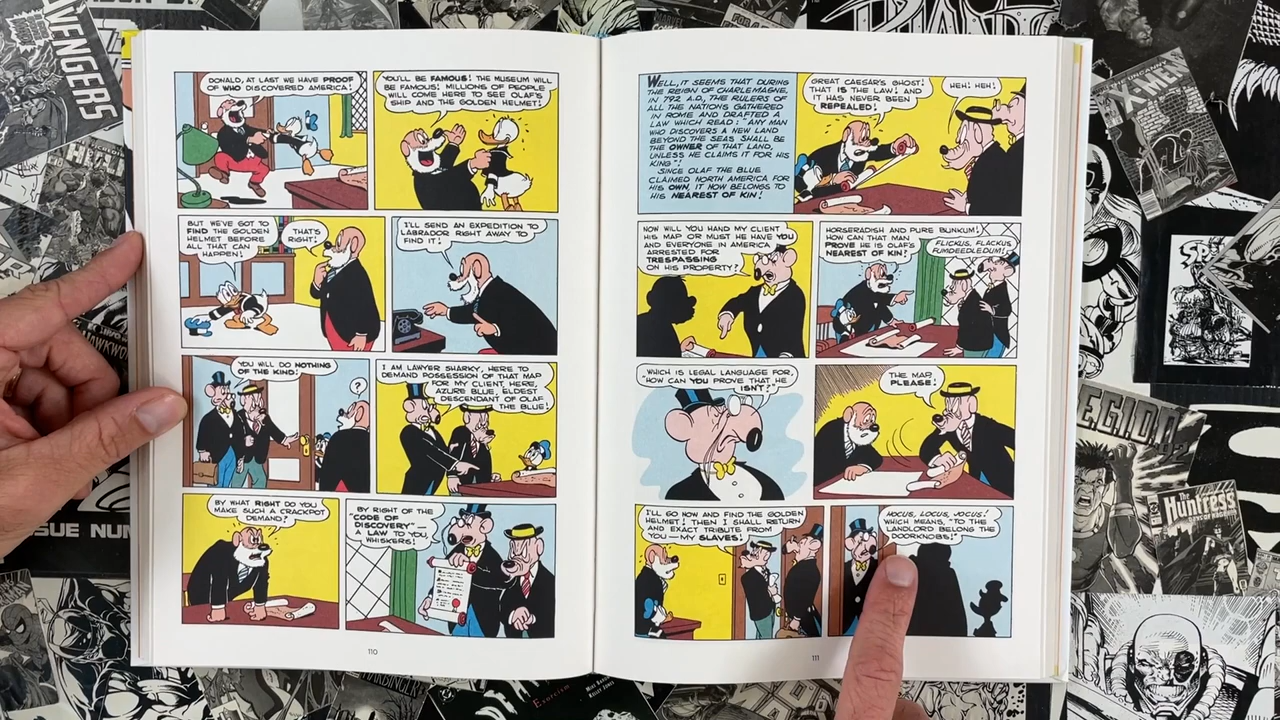 DONALD, AT LAST WE HAVE PROOF
OF WHO DISCOVERED AMERICA!
YOU'LL BE FAMOUS! THE MUSEUM WILL
BE FAMOUS! MILLIONS OF PEOPLE
WILL COME HERE TO SEE OLAF'S
SHIP AND THE GOLDEN HELMET!
BUT WE'VE GOT TO
FIND THE GOLDEN
HELMET BEFORE
ALL THAT CAN
HAPPEN!
THAT'S
RIGHT!
I'LL SEND AN EXPEDITION TO
LABRADOR RIGHT AWAY TO
FIND IT!
YOU WILL DO NOTHING
OF THE KIND!
?
I AM LAWYER SHARKY, HERE TO
DEMAND POSSESSION OF THAT MAP
FOR MY CLIENT, HERE,
AZURE BLUE, ELDEST
DESCENDANT OF OLAF
THE BLUE!
BY WHAT RIGHT DO YOU
MAKE SUCH A CRACKPOT
DEMAND?
BY RIGHT OF THE
"CODE OF
DISCOVERY" —
A LAW TO YOU,
WHISKERS!
110
WELL, IT SEEMS THAT DURING
THE REIGN OF CHARLEMAGNE,
IN 792 A.D., THE RULERS OF
ALL THE NATIONS GATHERED
IN ROME AND DRAFTED A
LAW WHICH READ: "ANY MAN
WHO DISCOVERS A NEW LAND
BEYOND THE SEAS SHALL BE
THE OWNER OF THAT LAND,
UNLESS HE CLAIMS IT FOR HIS
KING"!
SINCE OLAF THE BLUE
CLAIMED NORTH AMERICA FOR
HIS OWN, IT NOW BELONGS TO
HIS NEAREST OF KIN!
GREAT CAESAR'S GHOST!
THAT IS THE LAW! AND
IT HAS NEVER BEEN
REPEALED!
HEH! HEH!
NOW WILL YOU HAND MY CLIENT
HIS MAP OR MUST HE HAVE YOU
AND EVERYONE IN AMERICA
ARRESTED FOR
TRESPASSING
ON HIS PROPERTY?
HORSERADISH AND PURE BUNKUM!
HOW CAN THAT MAN
PROVE HE IS OLAF'S
NEAREST OF KIN?
FLICKUS, FLACKUS,
FUMDEEDLEDUM!
WHICH IS LEGAL LANGUAGE FOR,
"HOW CAN YOU PROVE THAT HE
ISN'T?"
THE MAP,
PLEASE!
I'LL GO NOW AND FIND THE GOLDEN
HELMET! THEN I SHALL RETURN
AND EXACT TRIBUTE FROM
YOU — MY SLAVES!
HOCUS, LOCUS, JOCUS!
WHICH MEANS, "TO THE
LANDLORD BELONG THE
DOORKNOBS!"
111
AVENGERS
X-MEN
LEGION
'92
The
Huntress
SSUE NUM
HAWKWO
HARBINGER
Exorcism